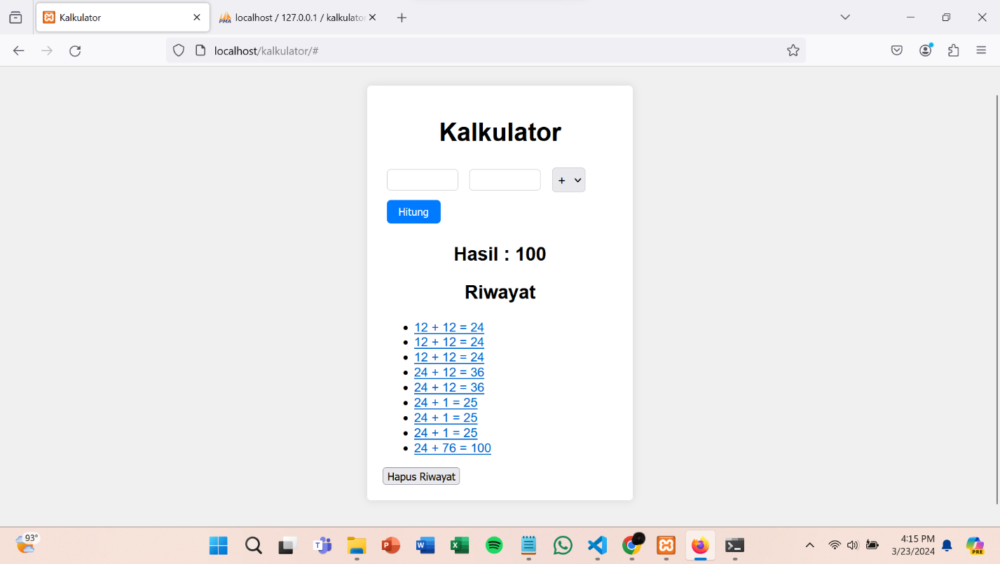 Kalkulator
localhost / 127.0.0.1 / kalkulator
localhost/kalkulator/#
Kalkulator
+
Hitung
Hasil : 100
Riwayat
12 + 12 = 24
12 + 12 = 24
12 + 12 = 24
24 + 12 = 36
24 + 12 = 36
24 + 1 = 25
24 + 1 = 25
24 + 1 = 25
24 + 76 = 100
Hapus Riwayat
93°
4:15 PM
3/23/2024
PRE